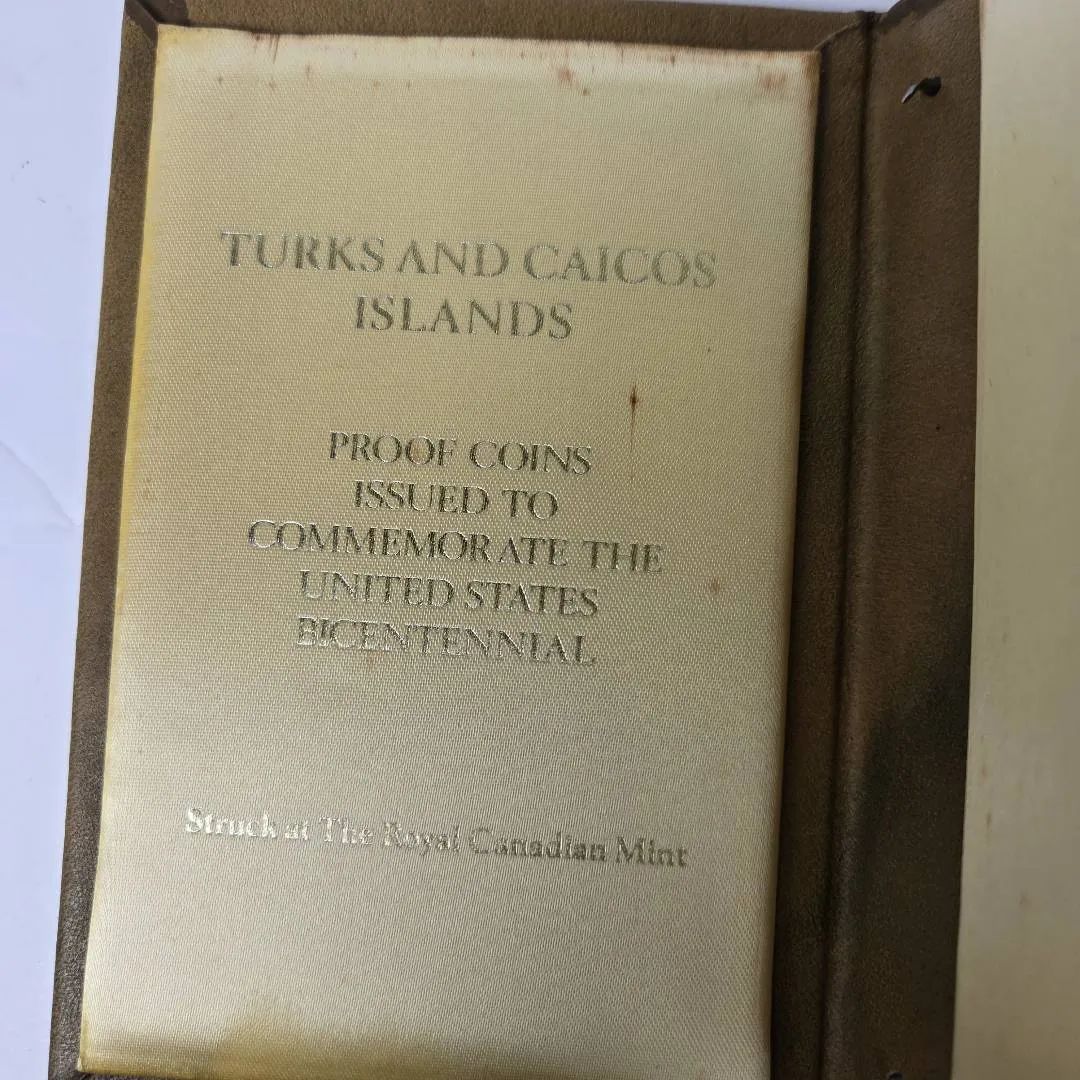 TURKS AND CAICOS
ISLANDS
PROOF COINS
ISSUED TO
COMMEMORATE THE
UNITED STATES
BICENTENNIAL
Struck at The Royal Canadian Mint